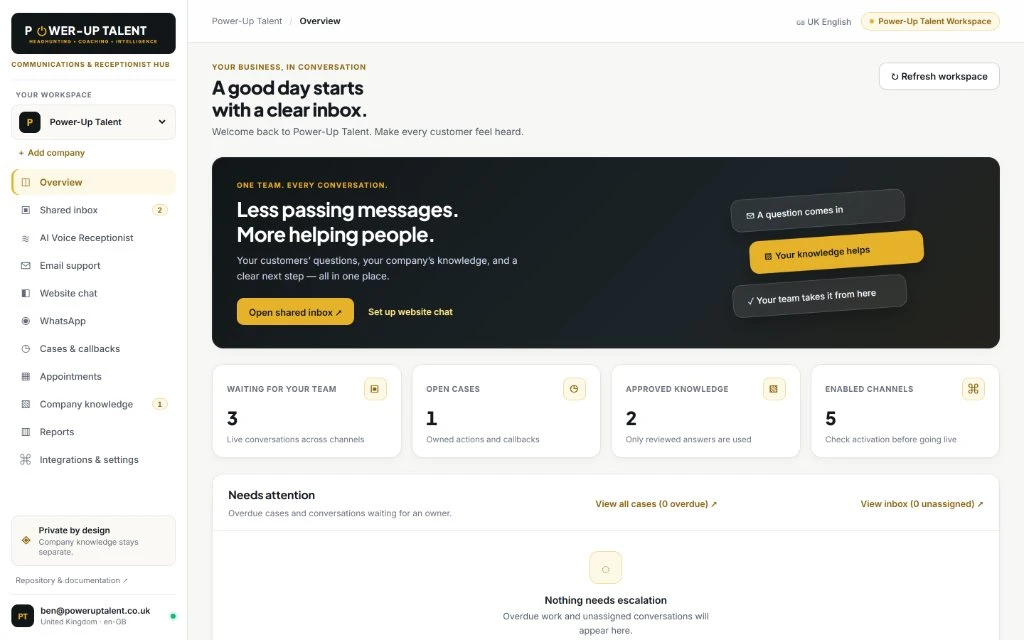 P WER-UP TALENT
HEADHUNTING • COACHING • INTELLIGENCE
COMMUNICATIONS & RECEPTIONIST HUB
YOUR WORKSPACE
P Power-Up Talent
+ Add company
Overview
Shared inbox 2
AI Voice Receptionist
Email support
Website chat
WhatsApp
Cases & callbacks
Appointments
Company knowledge 1
Reports
Integrations & settings
Private by design
Company knowledge stays
separate.
Repository & documentation ↗
PT ben@poweruptalent.co.uk
United Kingdom · en-GB
Power-Up Talent / Overview
GB UK English
Power-Up Talent Workspace
YOUR BUSINESS, IN CONVERSATION
A good day starts
with a clear inbox.
Welcome back to Power-Up Talent. Make every customer feel heard.
↻ Refresh workspace
ONE TEAM. EVERY CONVERSATION.
Less passing messages.
More helping people.
Your customers’ questions, your company’s knowledge, and a
clear next step — all in one place.
Open shared inbox ↗
Set up website chat
A question comes in
Your knowledge helps
✓ Your team takes it from here
WAITING FOR YOUR TEAM
3
Live conversations across channels
OPEN CASES
1
Owned actions and callbacks
APPROVED KNOWLEDGE
2
Only reviewed answers are used
ENABLED CHANNELS
5
Check activation before going live
Needs attention
Overdue cases and conversations waiting for an owner.
View all cases (0 overdue) ↗
View inbox (0 unassigned) ↗
Nothing needs escalation
Overdue work and unassigned conversations will
appear here.